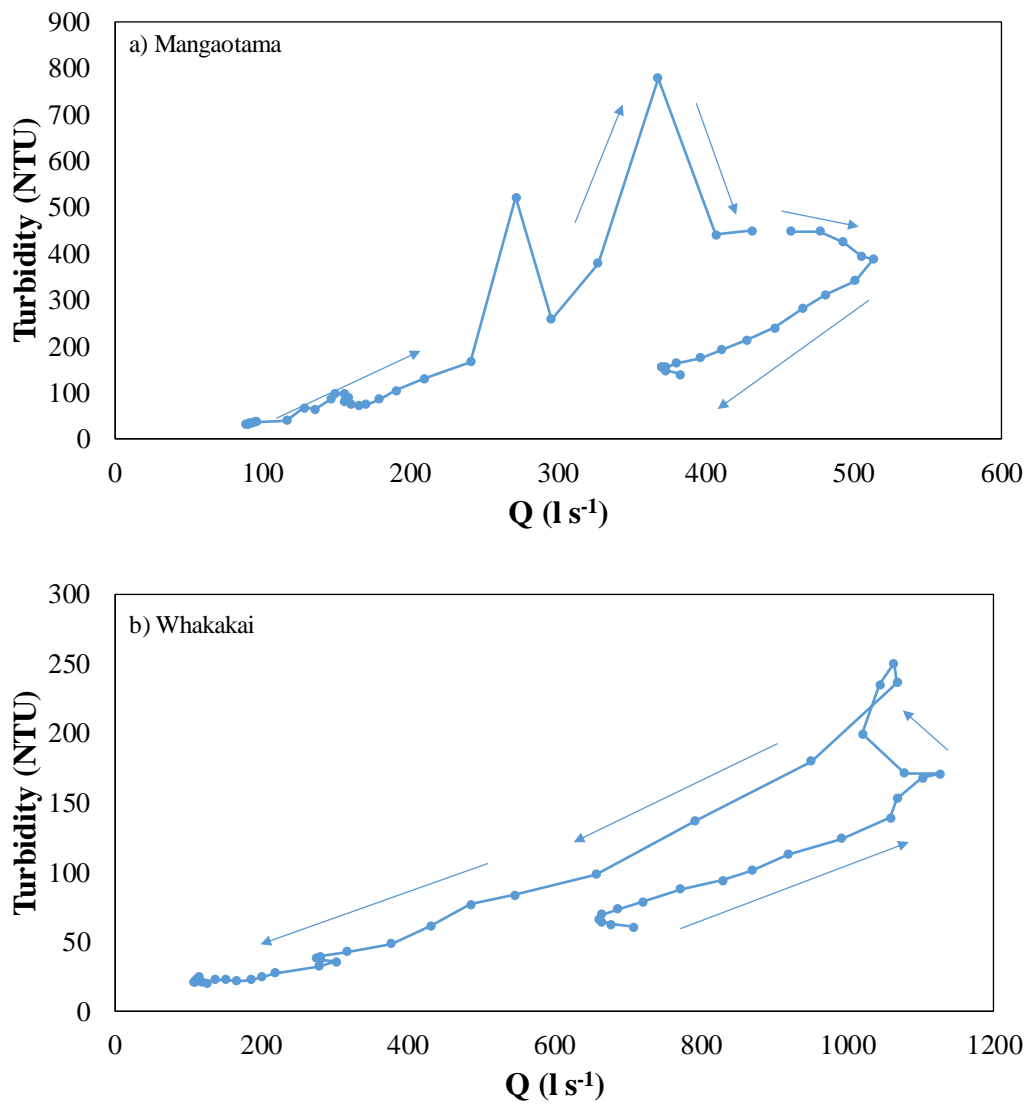 a) Mangaotama
Turbidity (NTU)
900
800
700
600
500
400
300
200
100
0
0 100 200 300 400 500 600
Q (l s-1)
b) Whakakai
Turbidity (NTU)
300
250
200
150
100
50
0
0 200 400 600 800 1000 1200
Q (l s-1)